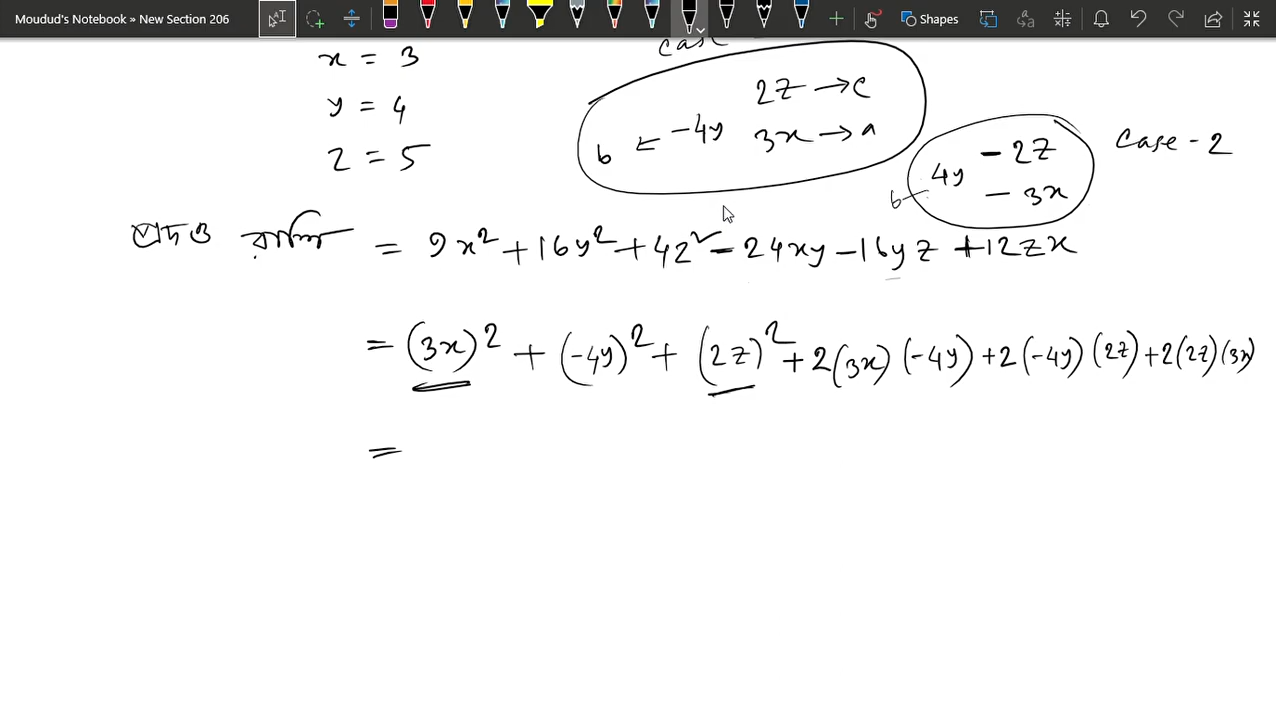 Moudud's Notebook » New Section 206
Shapes
x = 3
y = 4
z = 5
case
2z → c
b ← -4y 3x → a
case - 2
4y - 2z
b - 3x
প্রদত্ত রাশি = 9x² + 16y² + 4z² - 24xy - 16yz + 12zx
= (3x)² + (-4y)² + (2z)² + 2(3x)(-4y) + 2(-4y)(2z) + 2(2z)(3x)
=